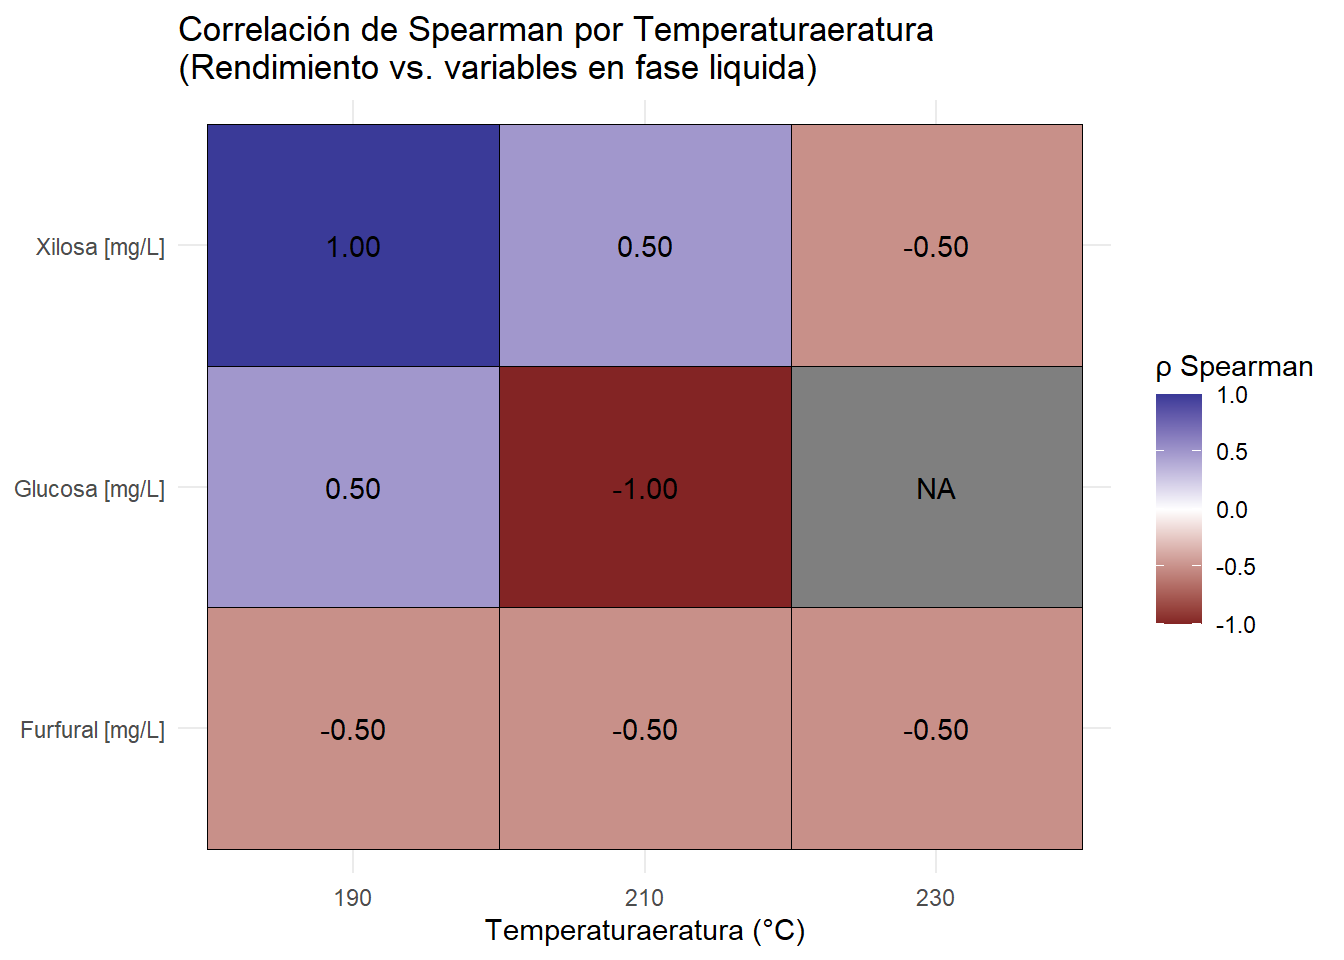 Correlación de Spearman por Temperaturaeratura
(Rendimiento vs. variables en fase liquida)
Xilosa [mg/L]
1.00
0.50
-0.50
Glucosa [mg/L]
0.50
-1.00
NA
Furfural [mg/L]
-0.50
-0.50
-0.50
190
210
230
Temperaturaeratura (°C)
ρ Spearman
1.0
0.5
0.0
-0.5
-1.0